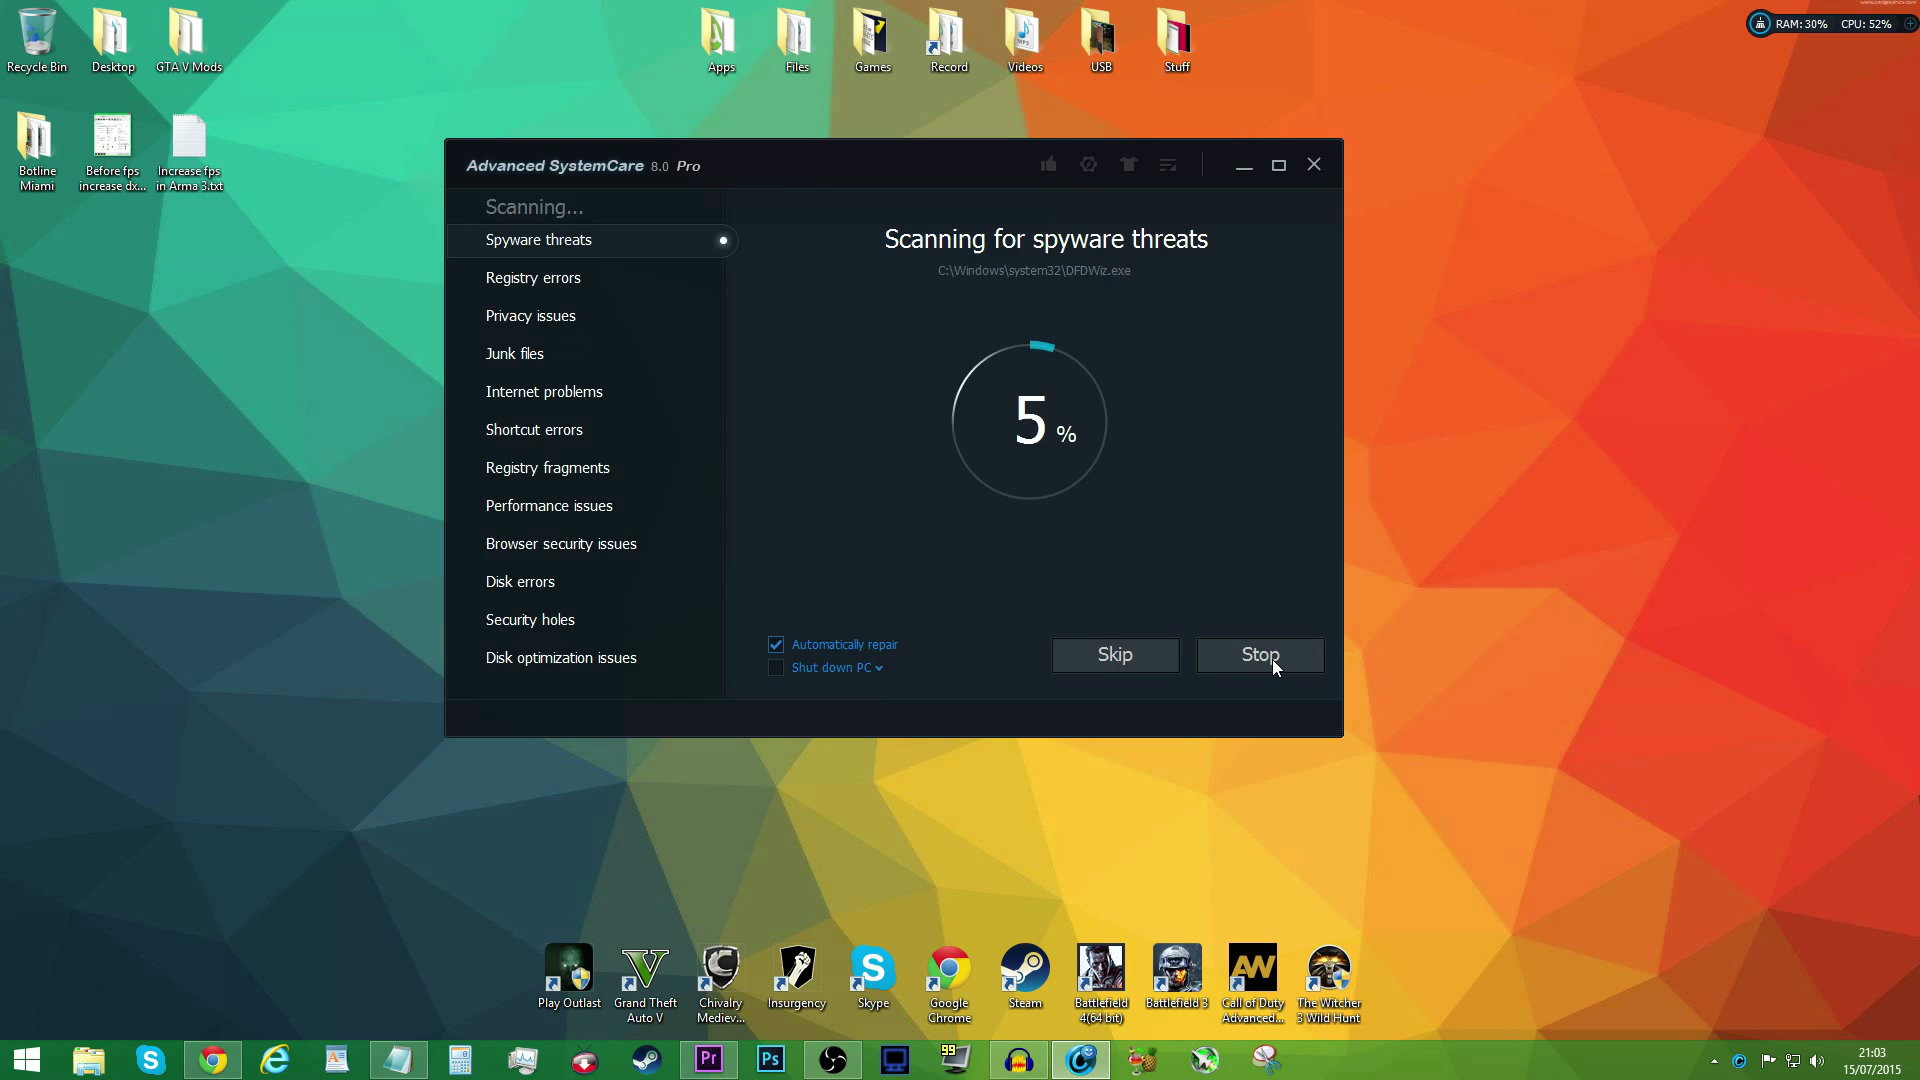 RAM: 30% CPU: 52%
Recycle Bin
Desktop
GTA V Mods
Apps
Files
Games
Record
Videos
USB
Stuff
Botline
Miami
Before fps
increase dx...
Increase fps
in Arma 3.txt
Advanced SystemCare 8.0 Pro
Scanning...
Spyware threats
Registry errors
Privacy issues
Junk files
Internet problems
Shortcut errors
Registry fragments
Performance issues
Browser security issues
Disk errors
Security holes
Disk optimization issues
Scanning for spyware threats
C:\Windows\system32\DFDWiz.exe
5 %
Automatically repair
Shut down PC
Skip
Stop
Play Outlast
Grand Theft
Auto V
Chivalry
Mediev...
Insurgency
Skype
Google
Chrome
Steam
Battlefield
4(64 bit)
Battlefield 3
AW
Call of Duty
Advanced...
The Witcher
3 Wild Hunt
Pr
Ps
99
21:03
15/07/2015